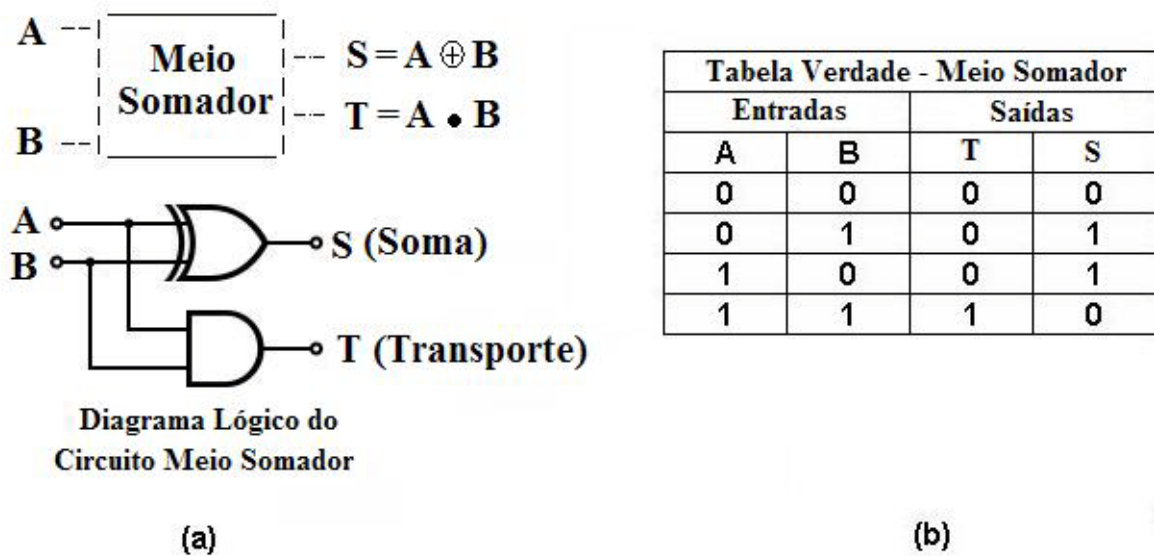 A
B
Meio
Somador
S = A ⊕ B
T = A • B
A
B
S (Soma)
T (Transporte)
Diagrama Lógico do
Circuito Meio Somador
(a)
Tabela Verdade - Meio Somador
Entradas Saídas
A B T S
0 0 0 0
0 1 0 1
1 0 0 1
1 1 1 0
(b)